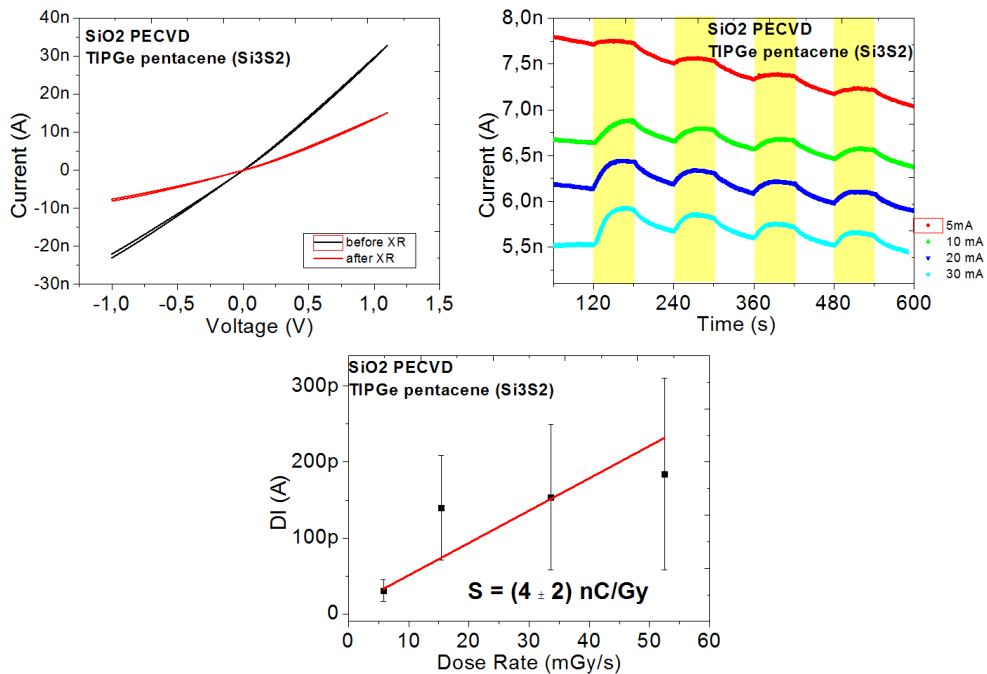 SiO2 PECVD
TIPGe pentacene (Si3S2)
40n
30n
20n
10n
0
-10n
-20n
-30n
Current (A)
before XR
after XR
-1,0
-0,5
0,0
0,5
1,0
1,5
Voltage (V)
SiO2 PECVD
TIPGe pentacene (Si3S2)
8,0n
7,5n
7,0n
6,5n
6,0n
5,5n
Current (A)
5mA
10 mA
20 mA
30 mA
120
240
360
480
600
Time (s)
SiO2 PECVD
TIPGe pentacene (Si3S2)
300p
200p
100p
0
DI (A)
S = (4 ± 2) nC/Gy
0
10
20
30
40
50
60
Dose Rate (mGy/s)